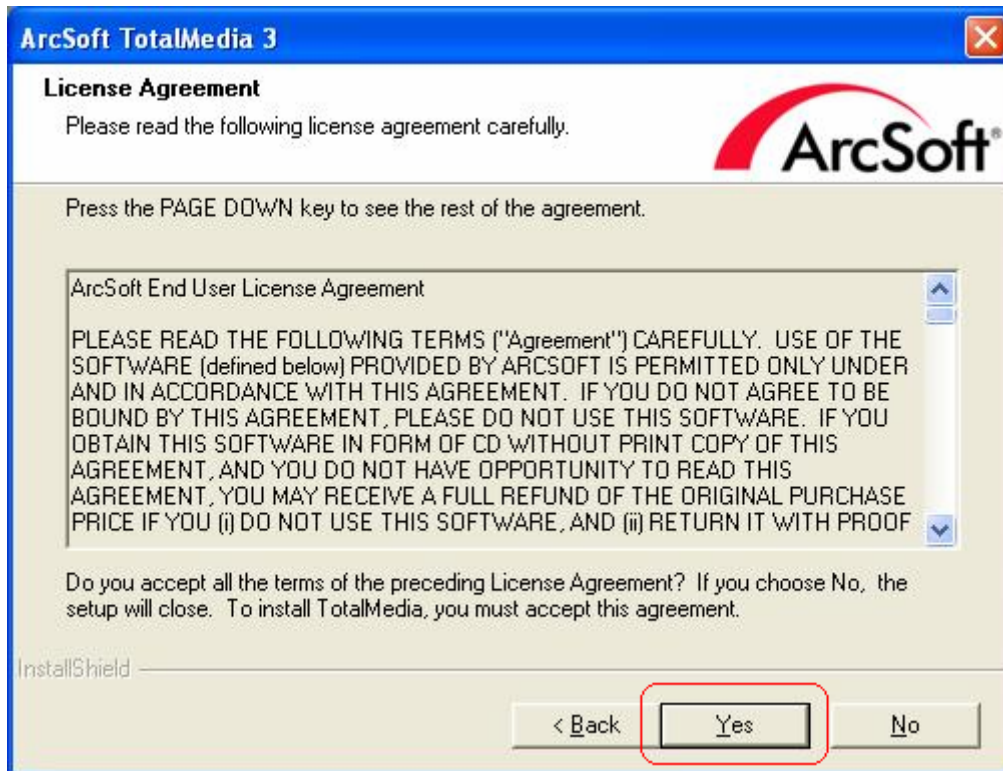 ArcSoft TotalMedia 3
License Agreement
Please read the following license agreement carefully.
ArcSoft®
Press the PAGE DOWN key to see the rest of the agreement.
ArcSoft End User License Agreement
PLEASE READ THE FOLLOWING TERMS ("Agreement") CAREFULLY.  USE OF THE
SOFTWARE (defined below) PROVIDED BY ARCSOFT IS PERMITTED ONLY UNDER
AND IN ACCORDANCE WITH THIS AGREEMENT.  IF YOU DO NOT AGREE TO BE
BOUND BY THIS AGREEMENT, PLEASE DO NOT USE THIS SOFTWARE.  IF YOU
OBTAIN THIS SOFTWARE IN FORM OF CD WITHOUT PRINT COPY OF THIS
AGREEMENT, AND YOU DO NOT HAVE OPPORTUNITY TO READ THIS
AGREEMENT, YOU MAY RECEIVE A FULL REFUND OF THE ORIGINAL PURCHASE
PRICE IF YOU (i) DO NOT USE THIS SOFTWARE, AND (ii) RETURN IT WITH PROOF
Do you accept all the terms of the preceding License Agreement?  If you choose No,  the
setup will close.  To install TotalMedia, you must accept this agreement.
InstallShield
< Back
Yes
No